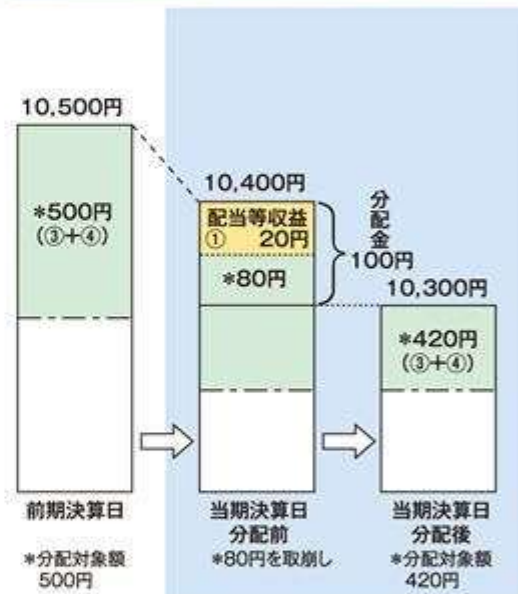 10,500円
*500円
(③+④)
10,400円
配当等収益
① 20円
*80円
分配金
100円
10,300円
*420円
(③+④)
前期決算日
*分配対象額
500円
当期決算日
分配前
*80円を取崩し
当期決算日
分配後
*分配対象額
420円